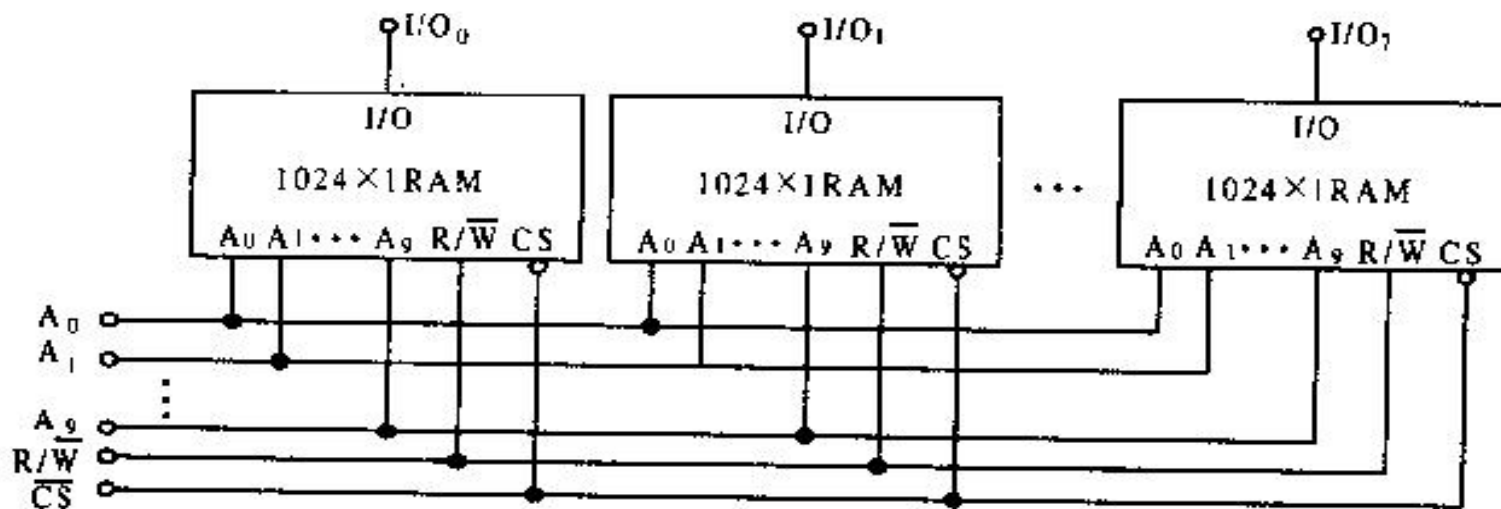 I/O₀ I/O₁ I/O₇
I/O I/O I/O
1024×1RAM 1024×1RAM ··· 1024×1RAM
A₀ A₁··· A₉ R/W̅ CS A₀ A₁··· A₉ R/W̅ CS A₀ A₁··· A₉ R/W̅ CS
A₀
A₁
⋮
A₉
R/W̅
C̅S̅